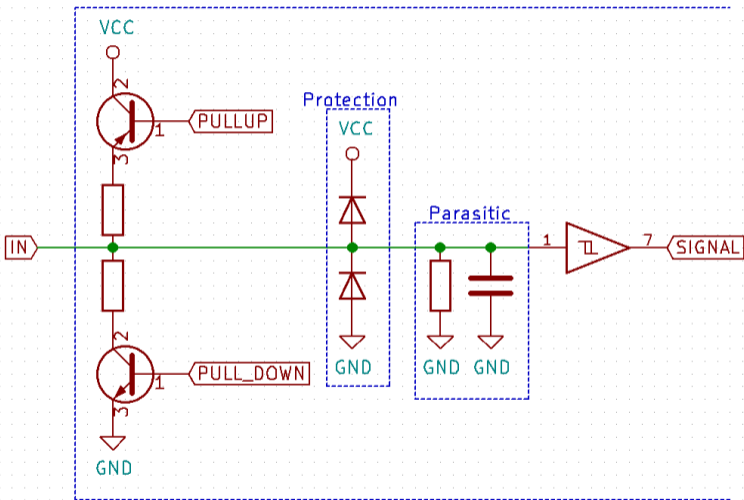 VCC
2
PULLUP
1
3
Protection
VCC
Parasitic
IN
1
7
SIGNAL
2
PULL_DOWN
1
3
GND
GND
GND
GND